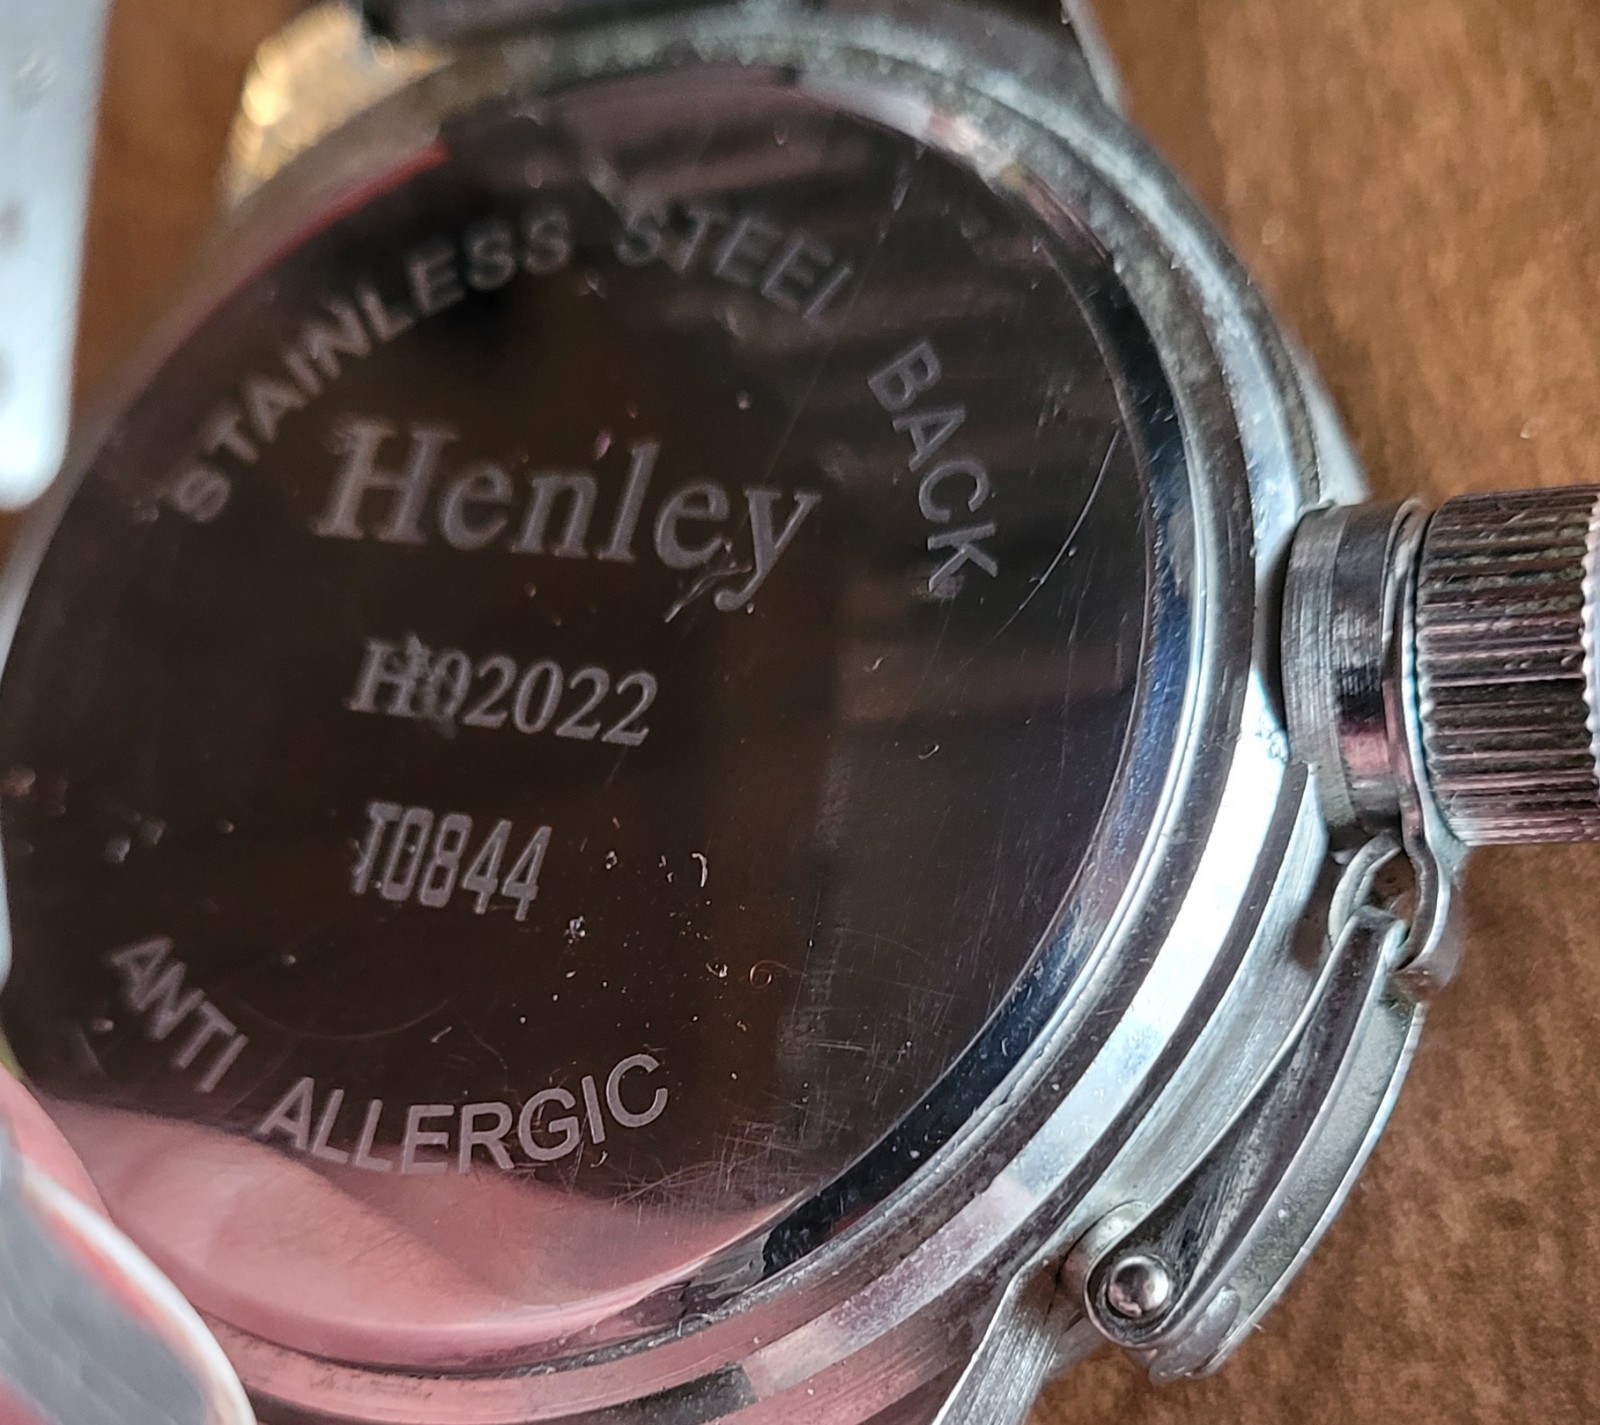 STAINLESS STEEL BACK
Henley
H02022
T0844
ANTI ALLERGIC